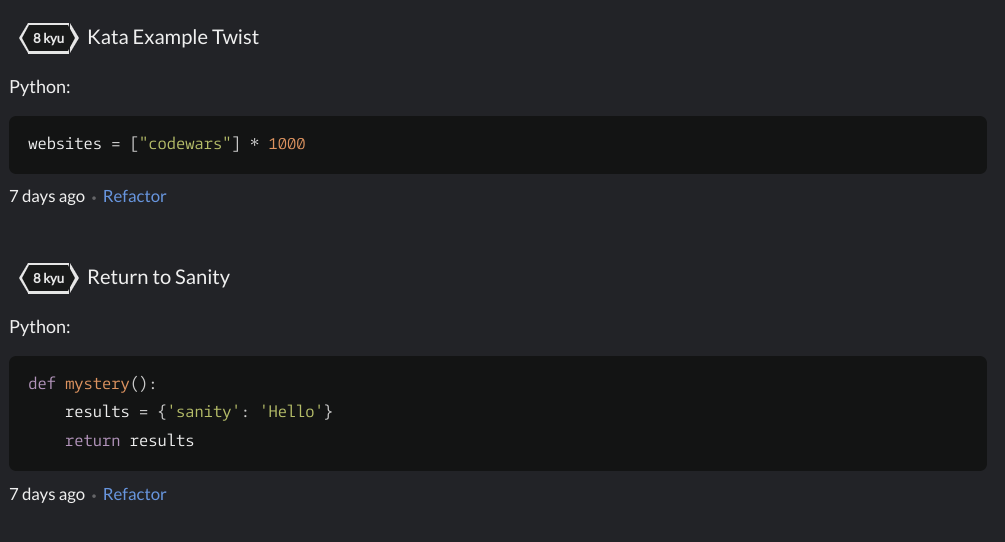 8 kyu Kata Example Twist
Python:
websites = ["codewars"] * 1000
7 days ago • Refactor
8 kyu Return to Sanity
Python:
def mystery():
    results = {'sanity': 'Hello'}
    return results
7 days ago • Refactor